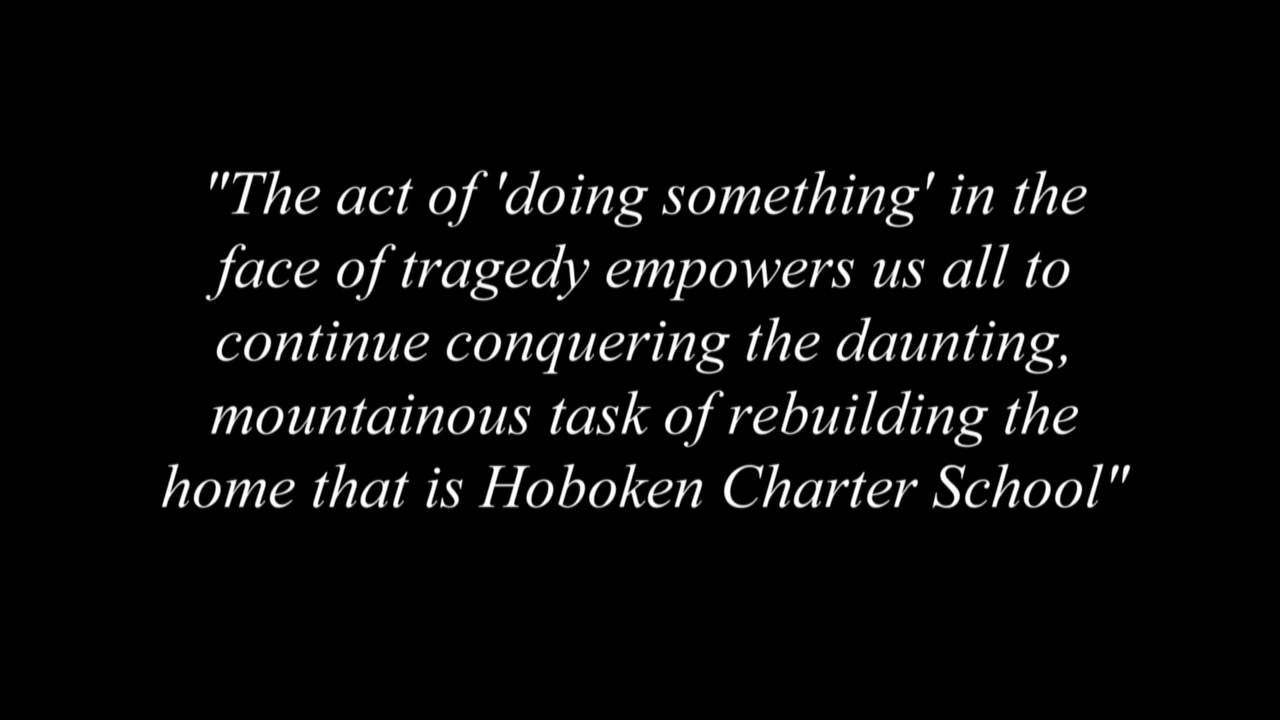 "The act of 'doing something' in the
face of tragedy empowers us all to
continue conquering the daunting,
mountainous task of rebuilding the
home that is Hoboken Charter School"